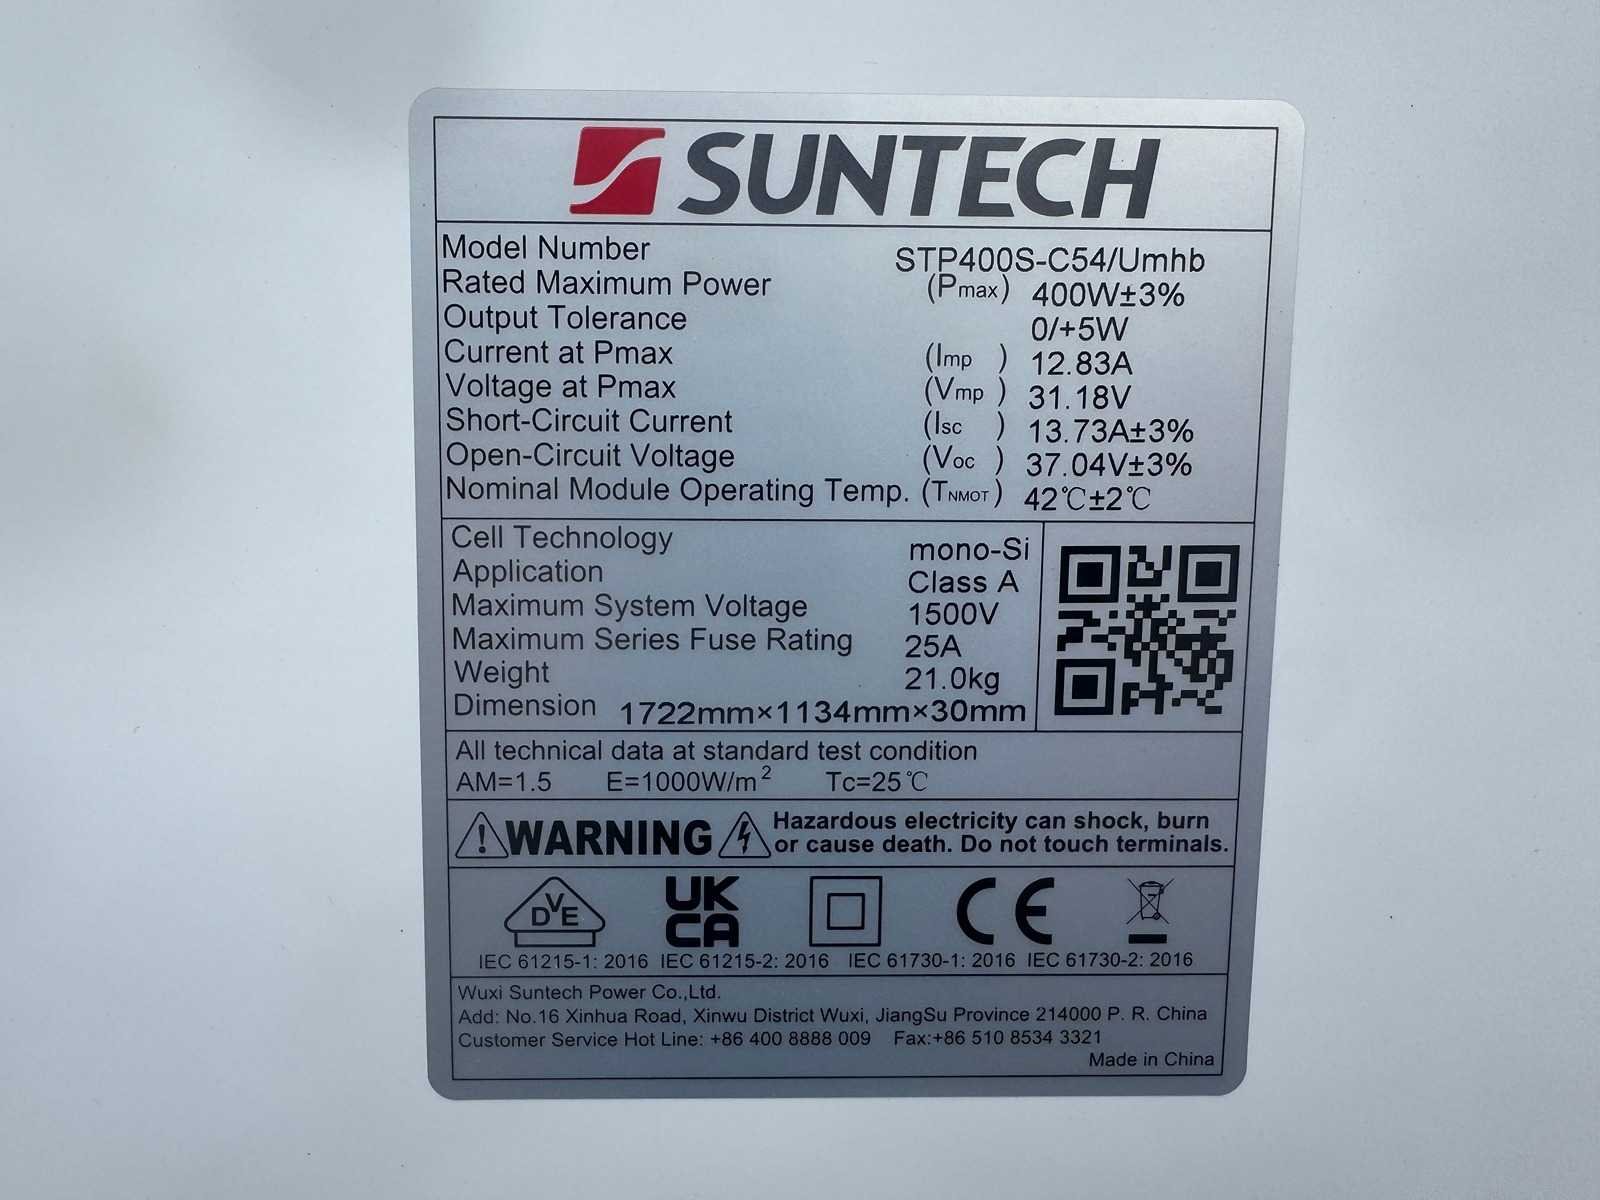 SUNTECH
Model Number STP400S-C54/Umhb
Rated Maximum Power (Pmax) 400W±3%
Output Tolerance 0/+5W
Current at Pmax (Imp) 12.83A
Voltage at Pmax (Vmp) 31.18V
Short-Circuit Current (Isc) 13.73A±3%
Open-Circuit Voltage (Voc) 37.04V±3%
Nominal Module Operating Temp. (TNMOT) 42℃±2℃
Cell Technology mono-Si
Application Class A
Maximum System Voltage 1500V
Maximum Series Fuse Rating 25A
Weight 21.0kg
Dimension 1722mm×1134mm×30mm
All technical data at standard test condition
AM=1.5 E=1000W/m² Tc=25℃
WARNING Hazardous electricity can shock, burn
or cause death. Do not touch terminals.
DVE UK CA CE
IEC 61215-1: 2016 IEC 61215-2: 2016 IEC 61730-1: 2016 IEC 61730-2: 2016
Wuxi Suntech Power Co.,Ltd.
Add: No.16 Xinhua Road, Xinwu District Wuxi, JiangSu Province 214000 P. R. China
Customer Service Hot Line: +86 400 8888 009 Fax:+86 510 8534 3321
Made in China